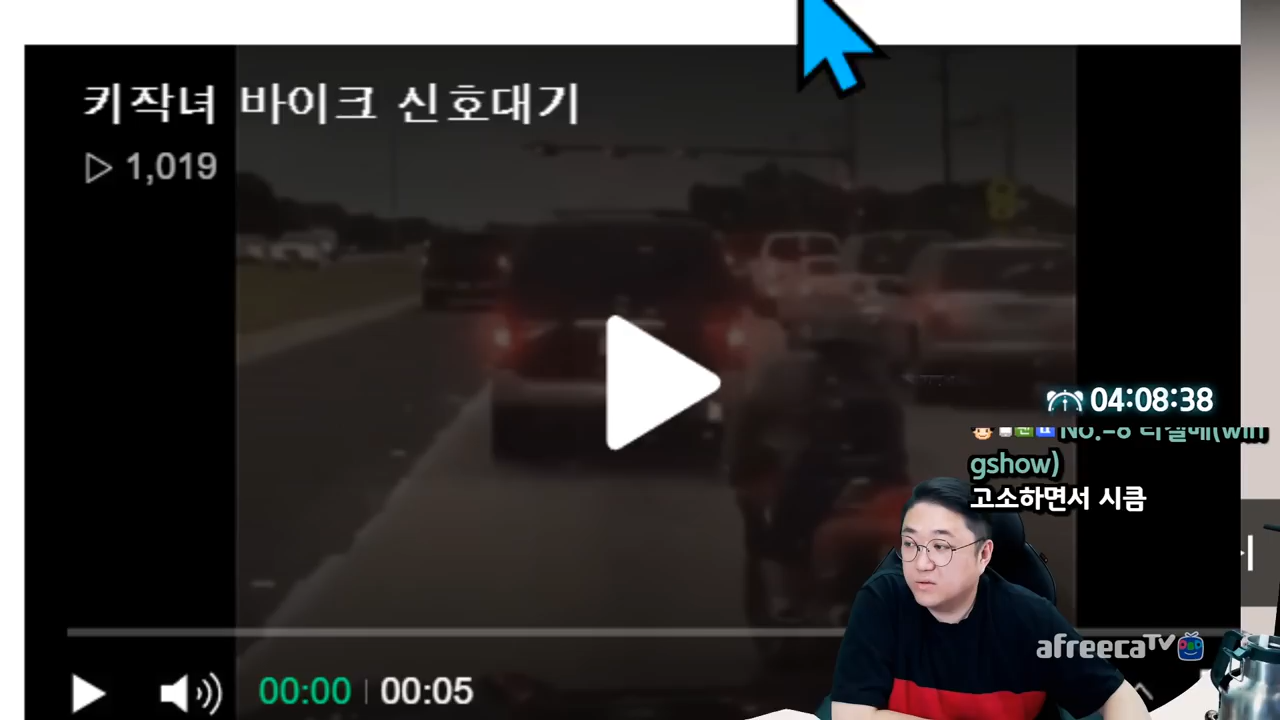 키작녀 바이크 신호대기
1,019
04:08:38
gshow)
고소하면서 시큼
afreecaTV
00:00 | 00:05